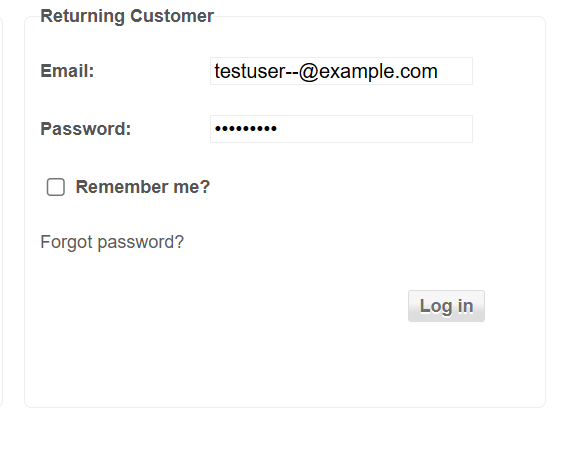 Returning Customer
Email: testuser--@example.com
Password: •••••••••
Remember me?
Forgot password?
Log in